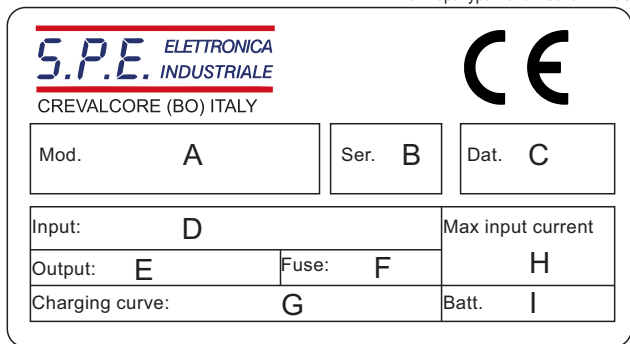 S.P.E. ELETTRONICA
INDUSTRIALE
CREVALCORE (BO) ITALY
CE
Mod. A
Ser. B
Dat. C
Input: D
Max input current
H
Output: E
Fuse: F
Charging curve: G
Batt. I